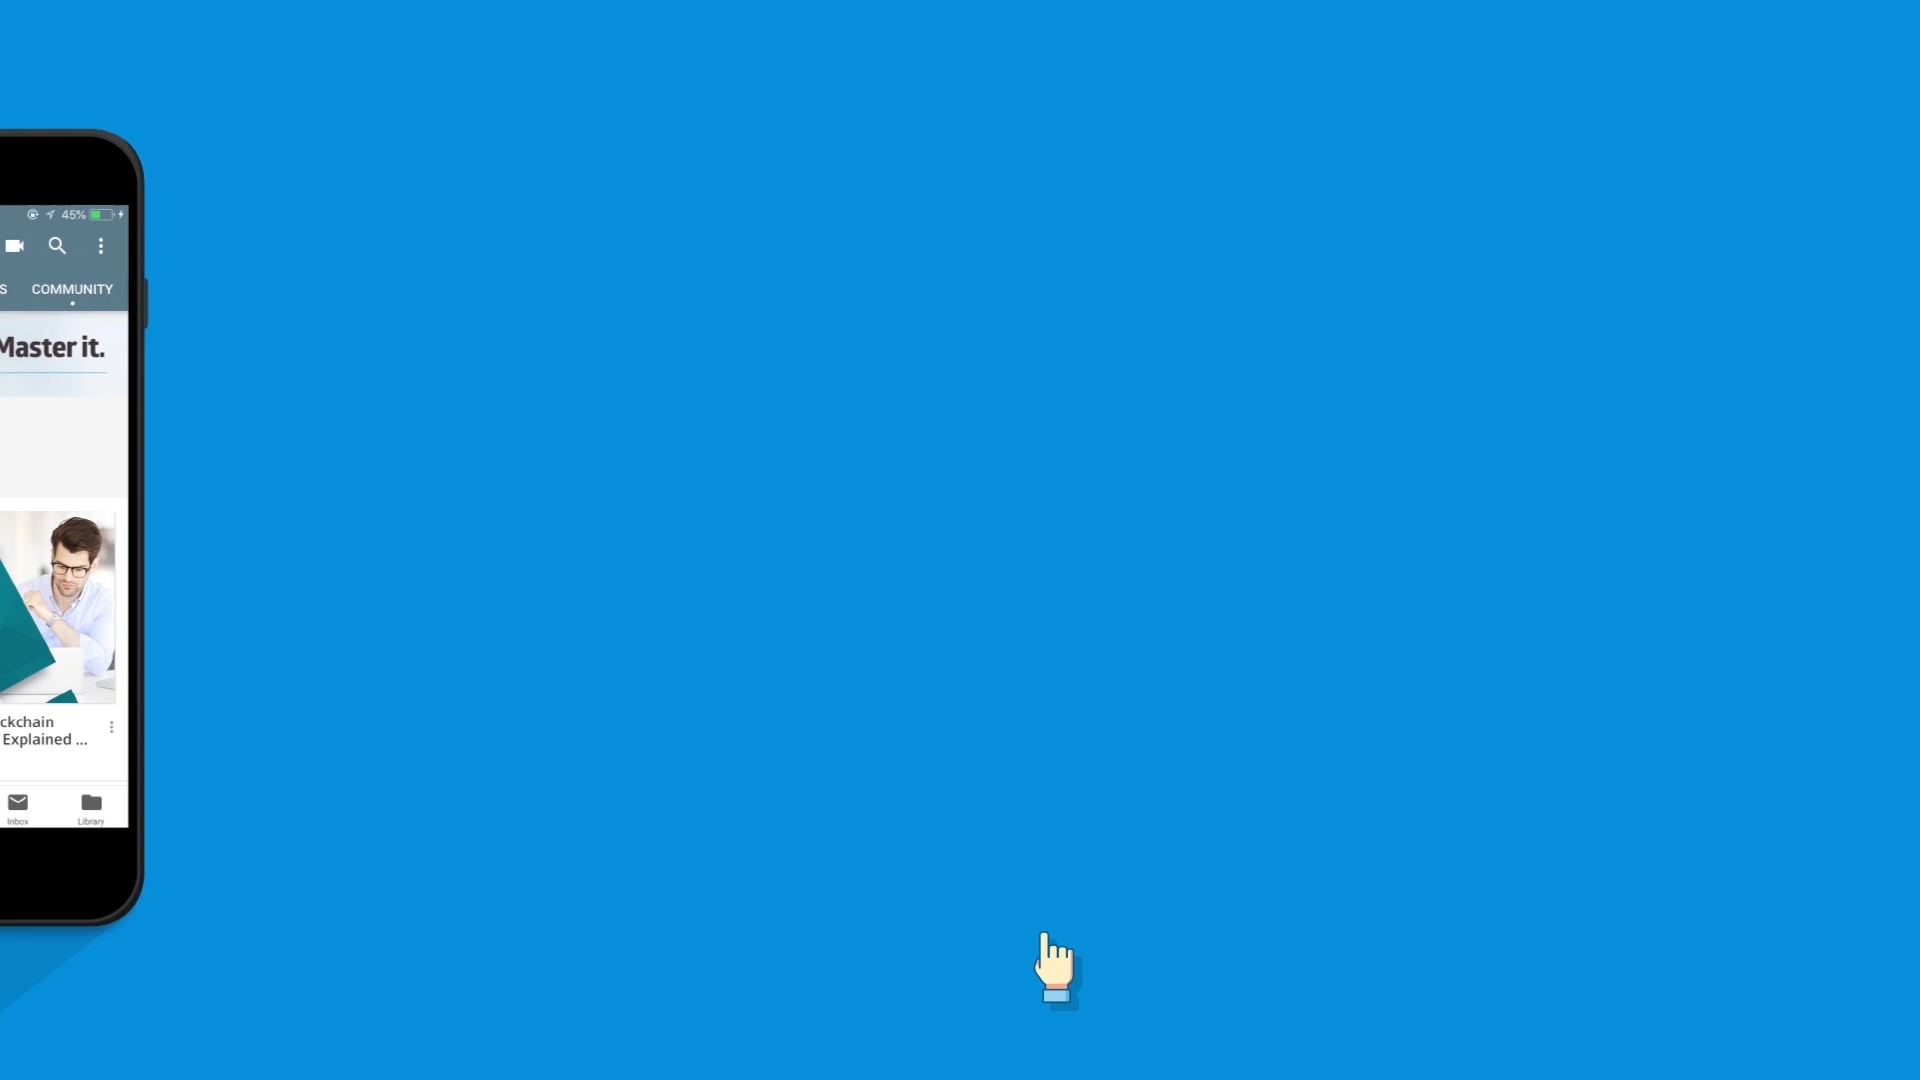 45%
S COMMUNITY
Master it.
ckchain
Explained ...
Inbox Library